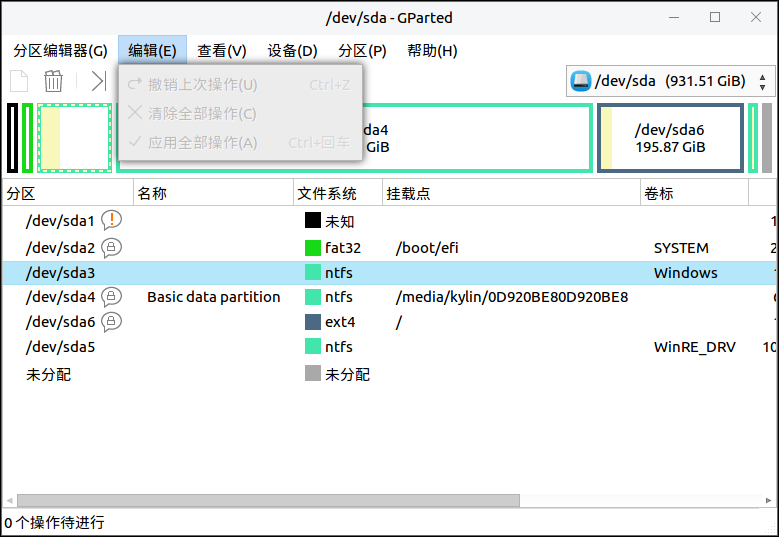 /dev/sda - GParted
分区编辑器(G) 编辑(E) 查看(V) 设备(D) 分区(P) 帮助(H)
撤销上次操作(U) Ctrl+Z
清除全部操作(C)
应用全部操作(A) Ctrl+回车
/dev/sda (931.51 GiB)
da4
GiB
/dev/sda6
195.87 GiB
分区 名称 文件系统 挂载点 卷标
/dev/sda1 未知 1
/dev/sda2 fat32 /boot/efi SYSTEM 2
/dev/sda3 ntfs Windows 1
/dev/sda4 Basic data partition ntfs /media/kylin/0D920BE80D920BE8
/dev/sda6 ext4 /
/dev/sda5 ntfs WinRE_DRV 10
未分配 未分配
0 个操作待进行